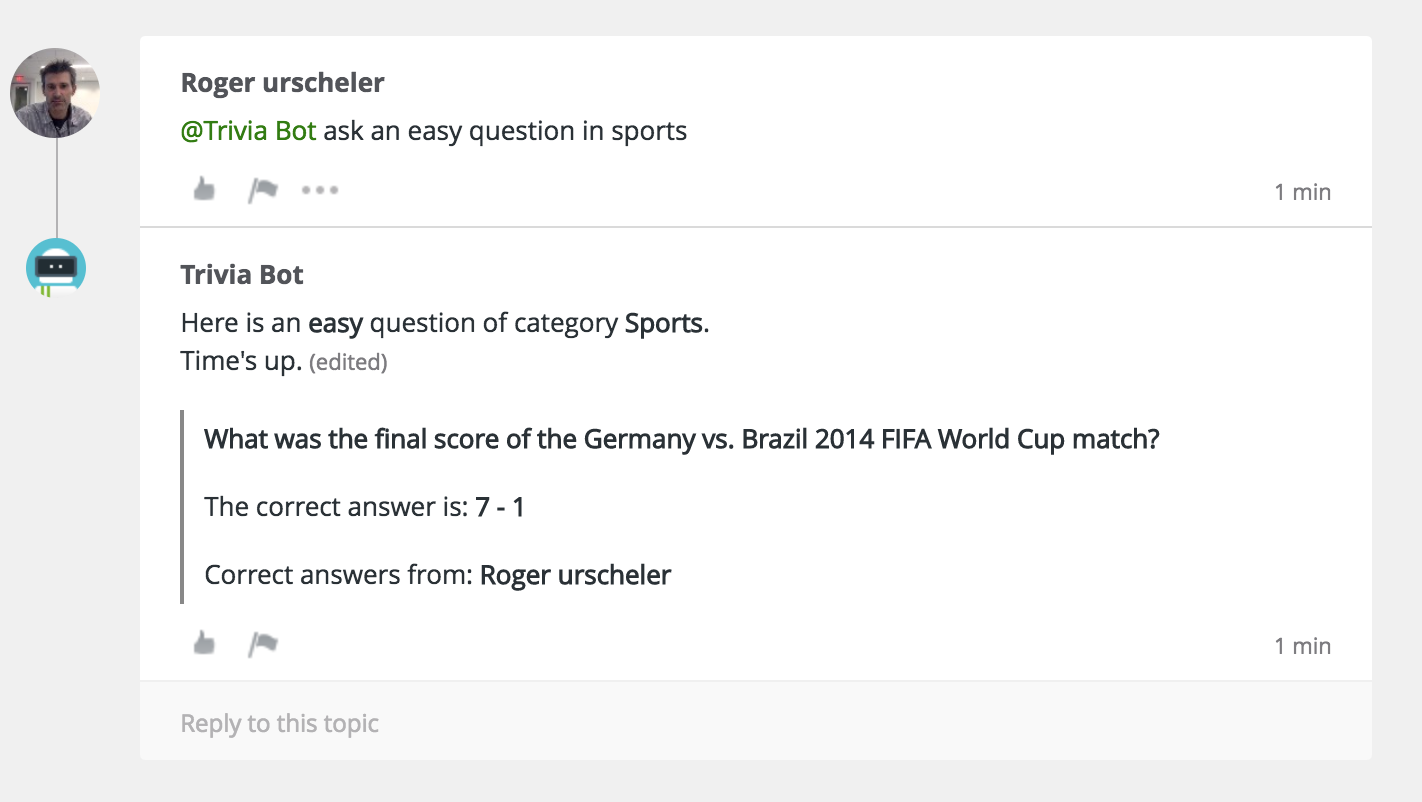 Roger urscheler
@Trivia Bot ask an easy question in sports
1 min
Trivia Bot
Here is an easy question of category Sports.
Time's up. (edited)
What was the final score of the Germany vs. Brazil 2014 FIFA World Cup match?
The correct answer is: 7 - 1
Correct answers from: Roger urscheler
1 min
Reply to this topic